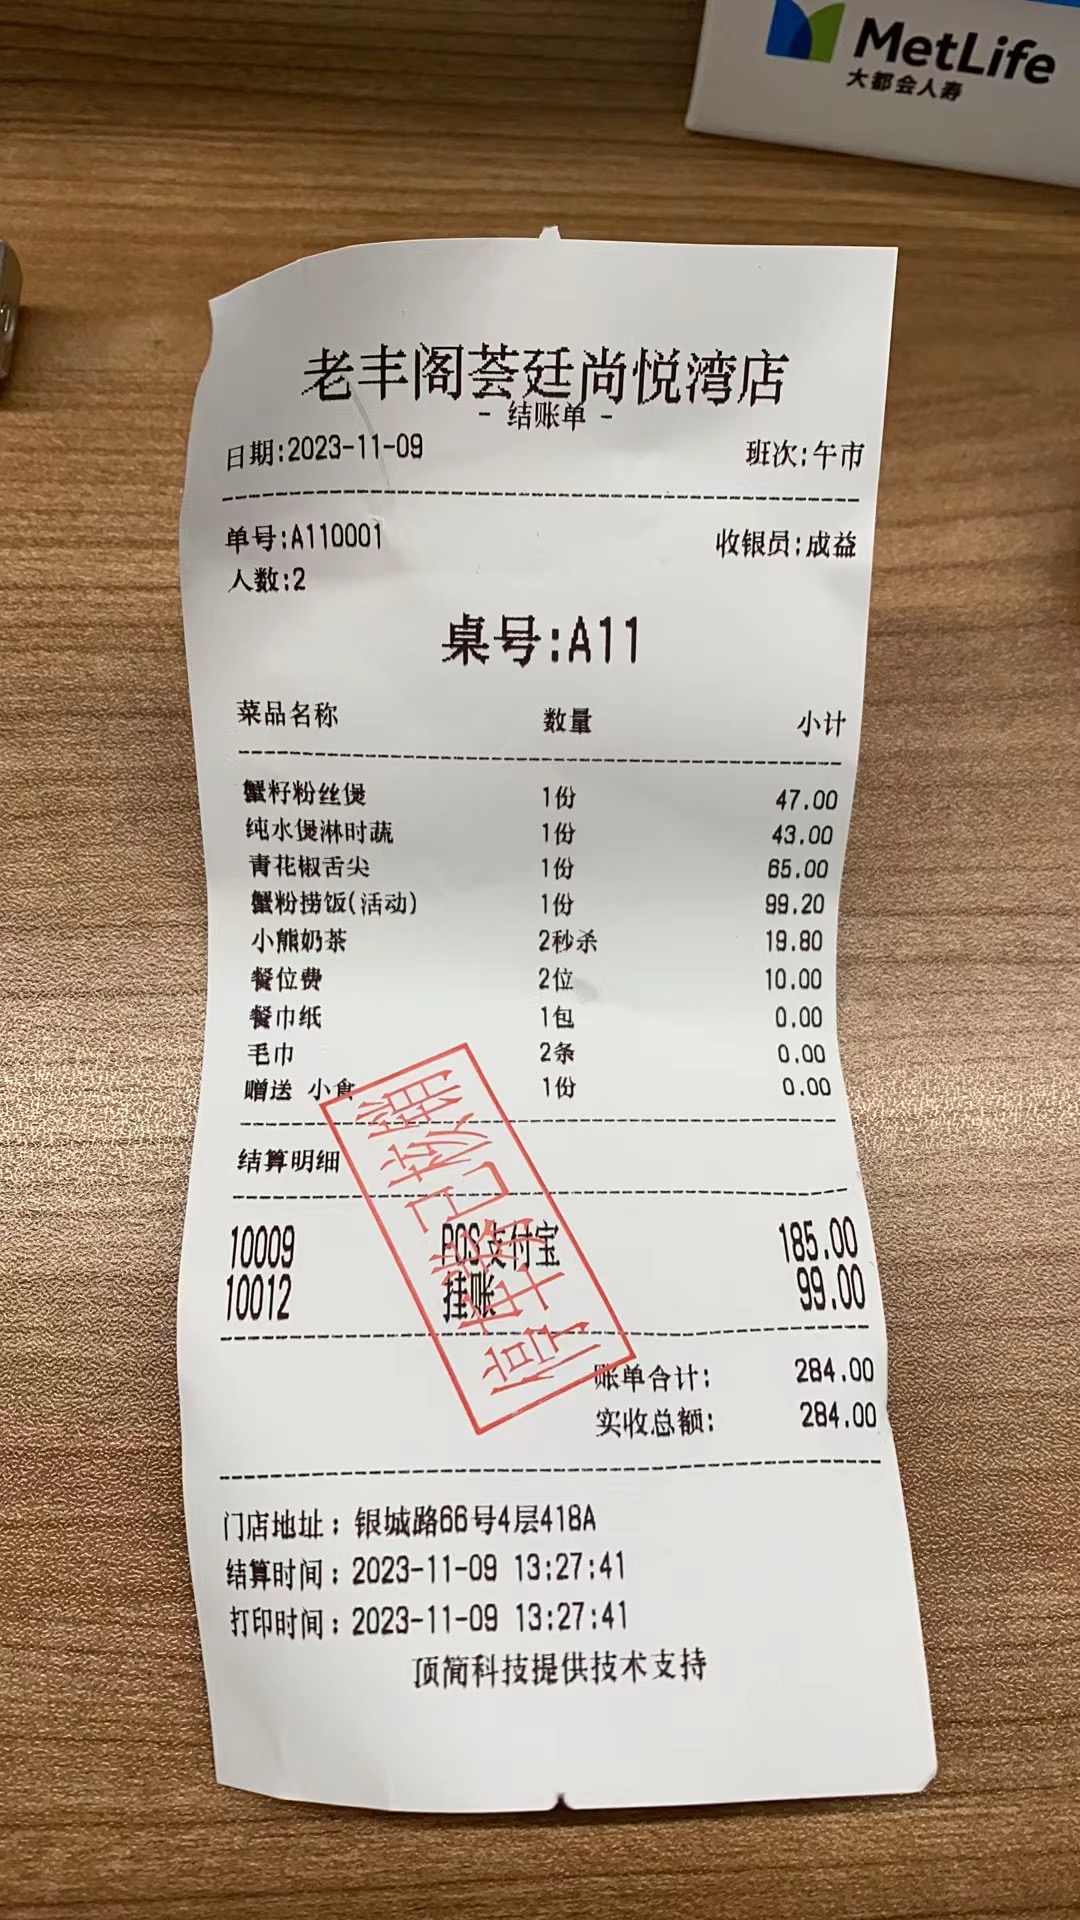 MetLife
大都会人寿
老丰阁荟廷尚悦湾店
- 结账单 -
日期:2023-11-09 班次:午市
单号:A110001 收银员:成益
人数:2
桌号:A11
菜品名称 数量 小计
蟹籽粉丝煲 1份 47.00
纯水煲淋时蔬 1份 43.00
青花椒舌尖 1份 65.00
蟹粉捞饭(活动) 1份 99.20
小熊奶茶 2秒杀 19.80
餐位费 2位 10.00
餐巾纸 1包 0.00
毛巾 2条 0.00
赠送 小食 1份 0.00
结算明细
10009 POS支付宝 185.00
10012 挂账 99.00
停车券已核销
账单合计: 284.00
实收总额: 284.00
门店地址：银城路66号4层418A
结算时间：2023-11-09 13:27:41
打印时间：2023-11-09 13:27:41
顶简科技提供技术支持